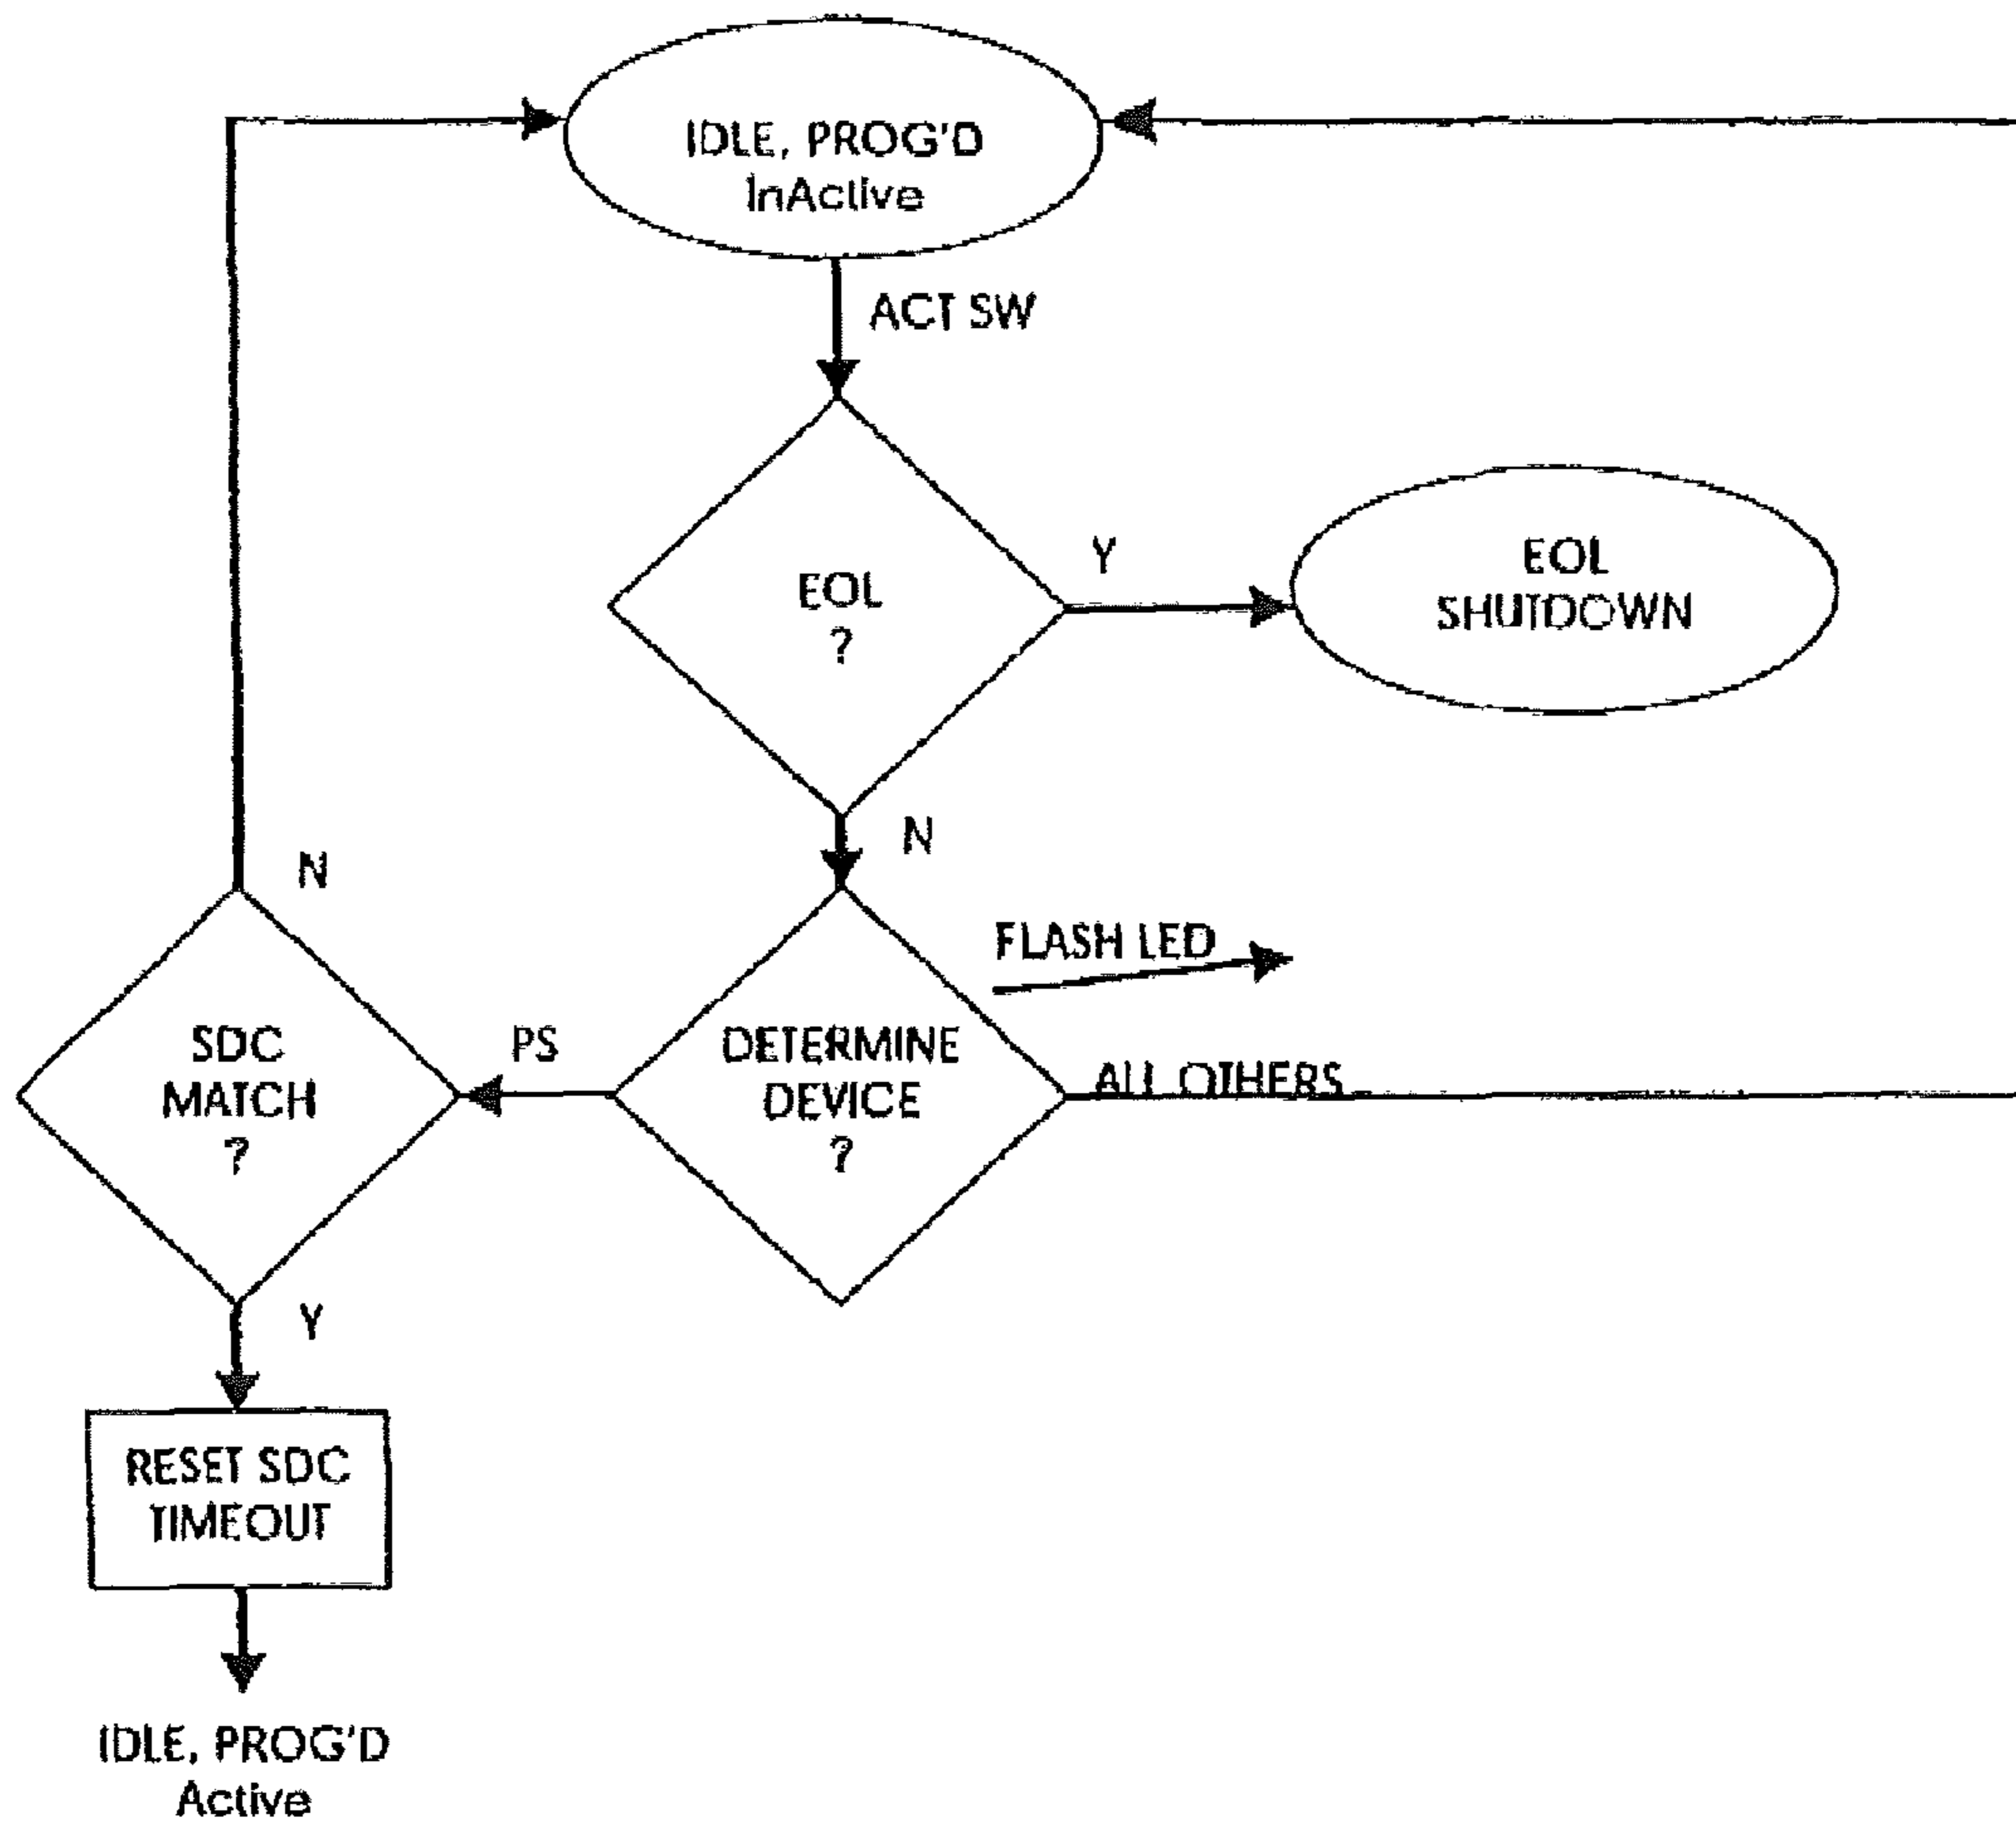 IDLE, PROG'D
InActive
ACT SW
EOL
?
Y
EOL
SHUTDOWN
N
N
FLASH LED
SDC
MATCH
?
PS
DETERMINE
DEVICE
?
ALL OTHERS
Y
RESET SDC
TIMEOUT
IDLE, PROG'D
Active